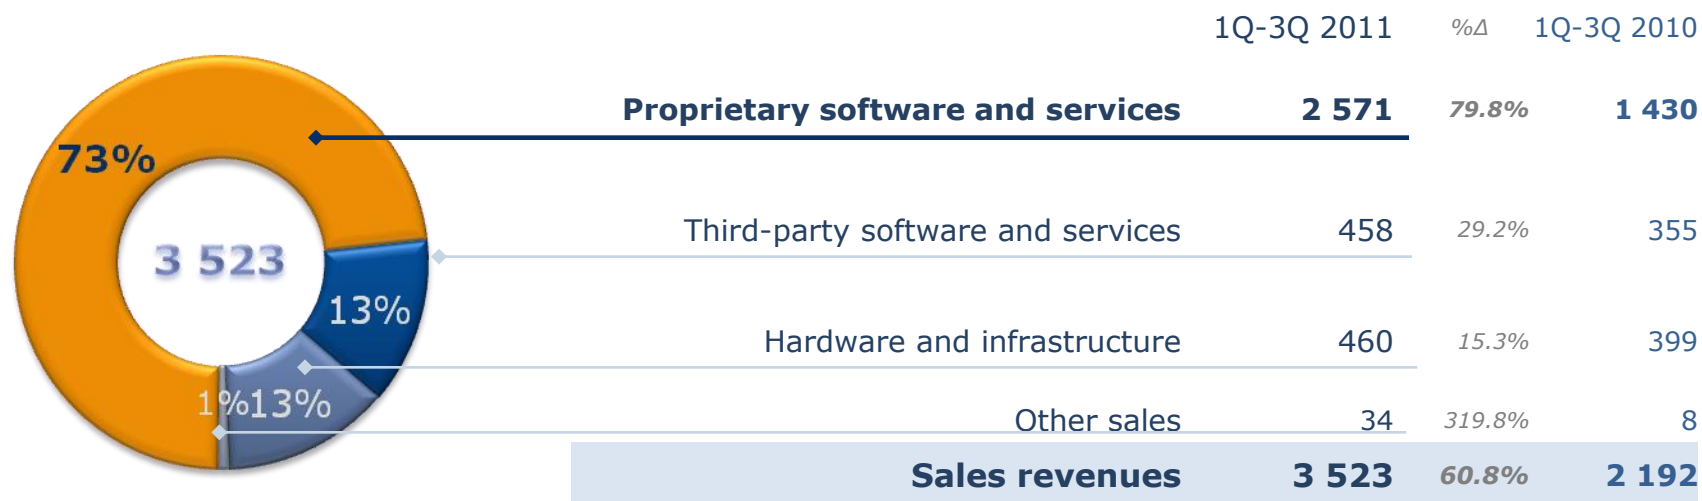 1Q-3Q 2011 %Δ 1Q-3Q 2010
Proprietary software and services 2 571 79.8% 1 430
73%
Third-party software and services 458 29.2% 355
3 523
13%
Hardware and infrastructure 460 15.3% 399
1% 13%
Other sales 34 319.8% 8
Sales revenues 3 523 60.8% 2 192